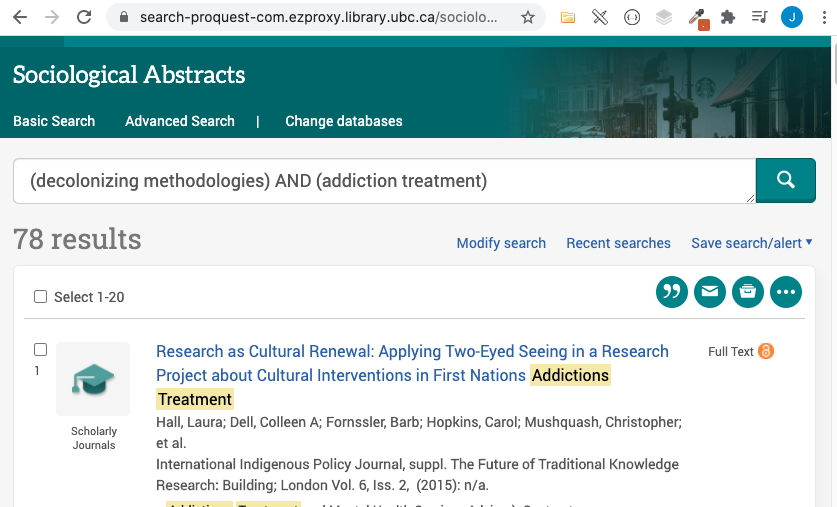 search-proquest-com.ezproxy.library.ubc.ca/sociolo...
J
Sociological Abstracts
Basic Search Advanced Search | Change databases
(decolonizing methodologies) AND (addiction treatment)
78 results
Modify search Recent searches Save search/alert
Select 1-20
1
Scholarly
Journals
Research as Cultural Renewal: Applying Two-Eyed Seeing in a Research
Project about Cultural Interventions in First Nations Addictions
Treatment
Full Text
Hall, Laura; Dell, Colleen A; Fornssler, Barb; Hopkins, Carol; Mushquash, Christopher;
et al.
International Indigenous Policy Journal, suppl. The Future of Traditional Knowledge
Research: Building; London Vol. 6, Iss. 2, (2015): n/a.